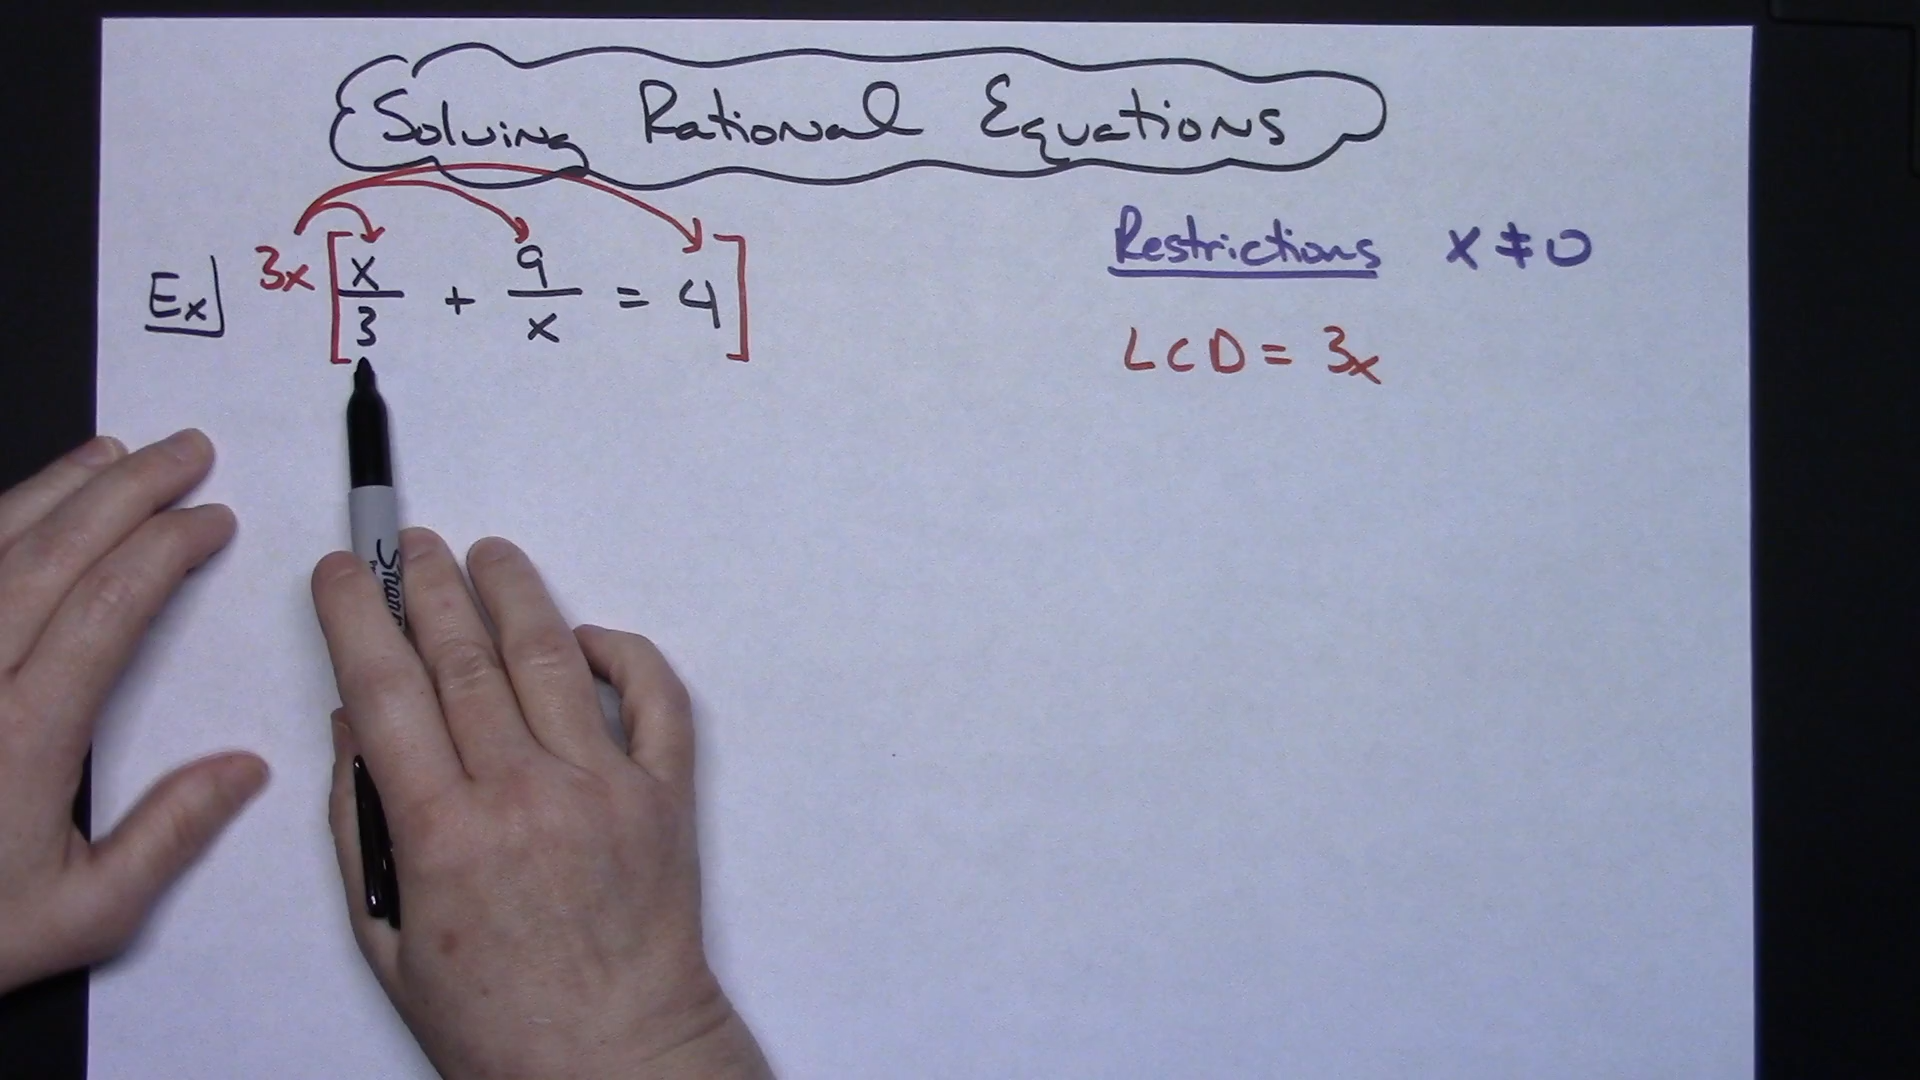 Solving Rational Equations
Restrictions x ≠ 0
Ex] 3x [ x/3 + 9/x = 4 ]
LCD = 3x